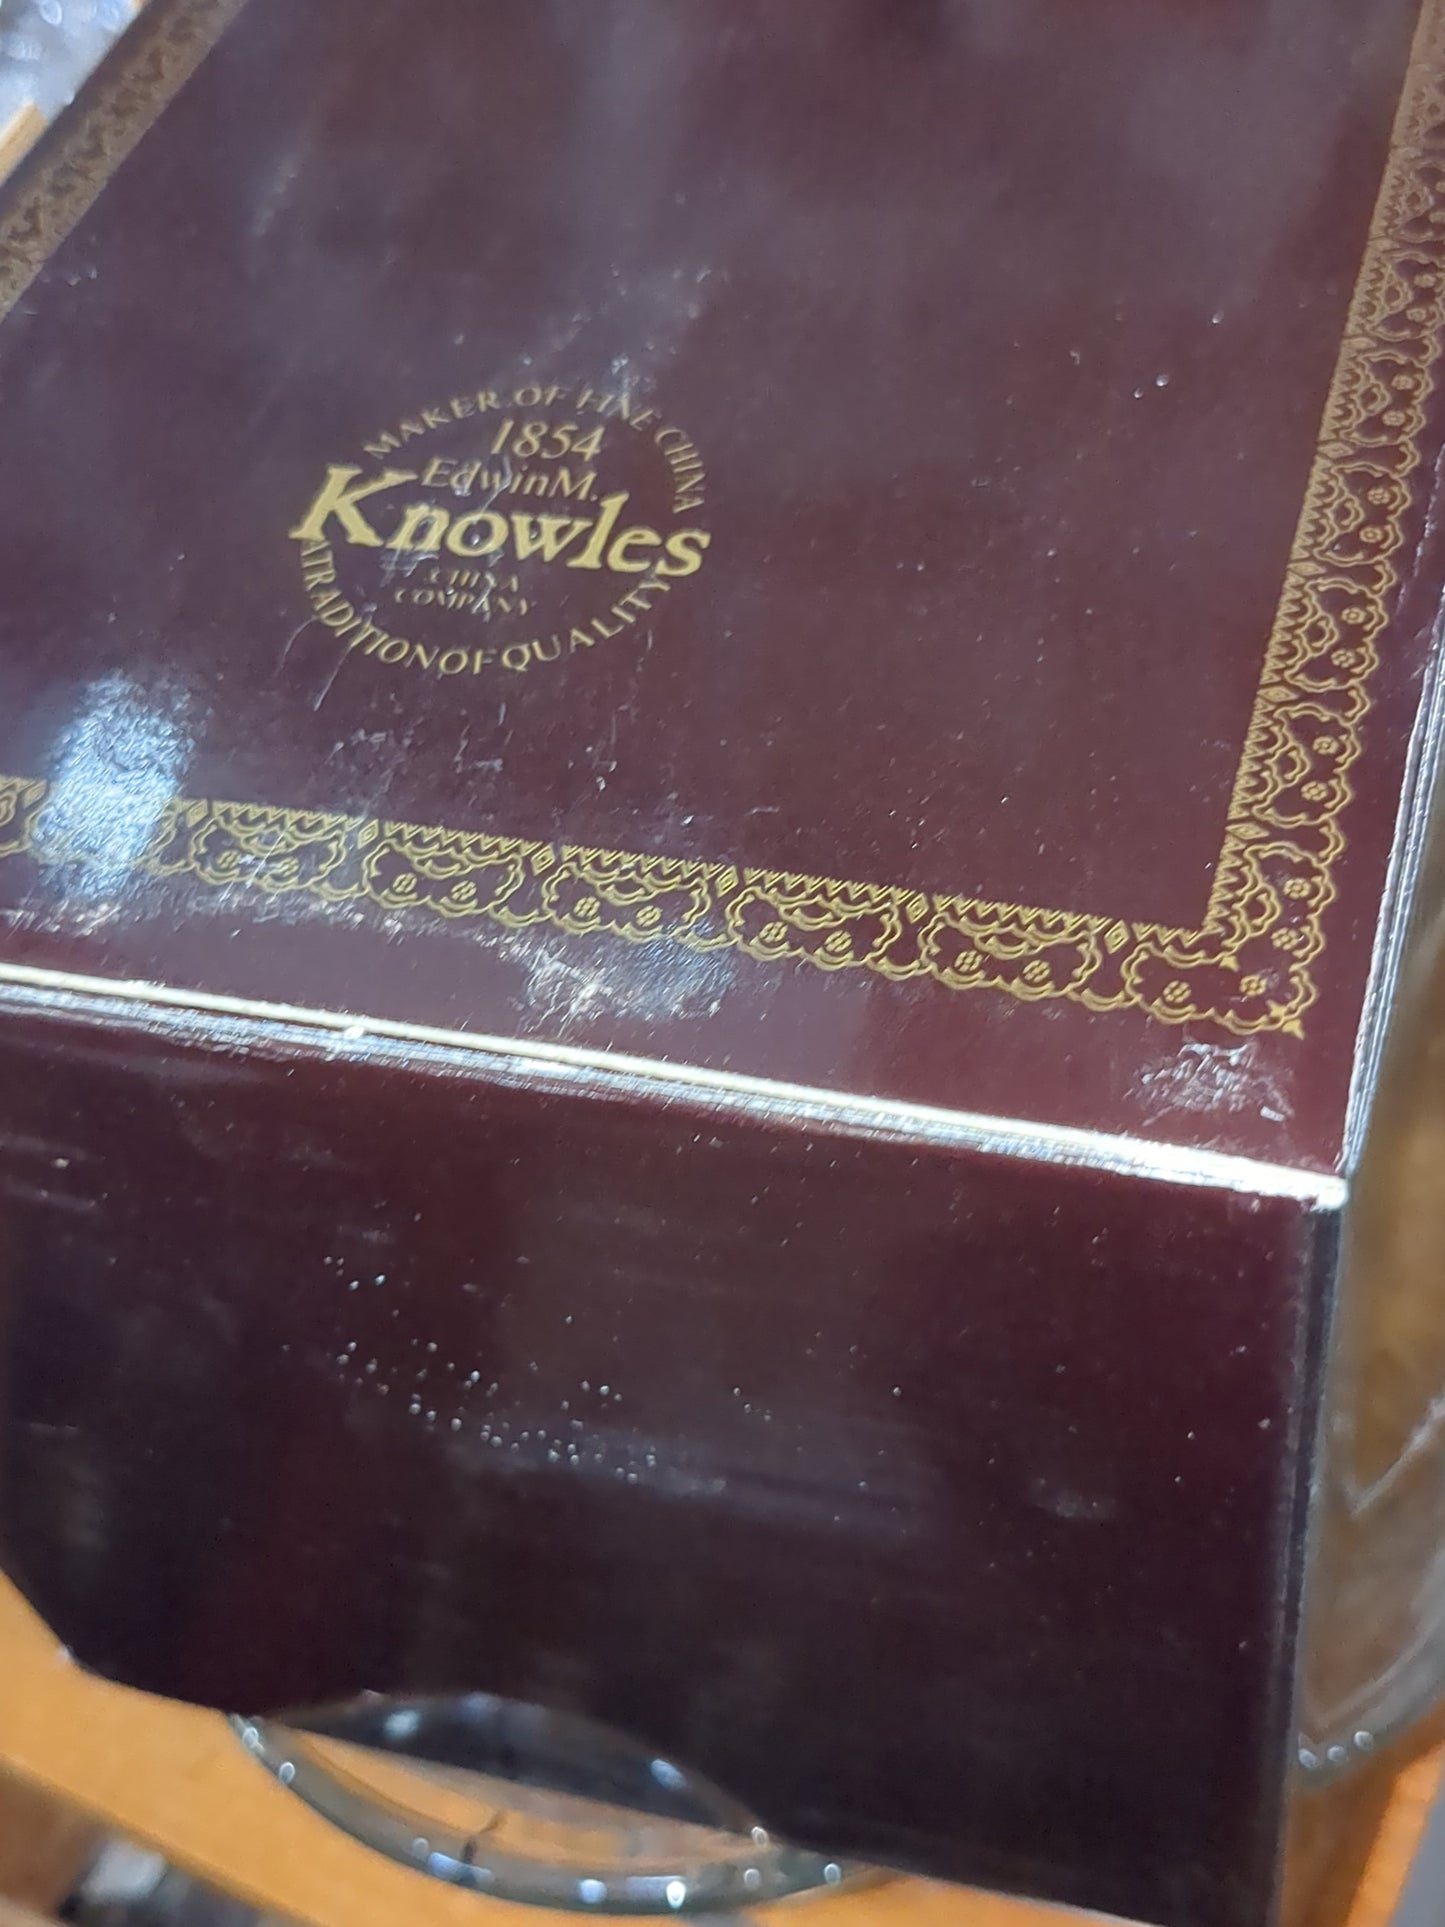 MAKER OF FINE CHINA
1854
Edwin M.
Knowles
CHINA
COMPANY
A TRADITION OF QUALITY